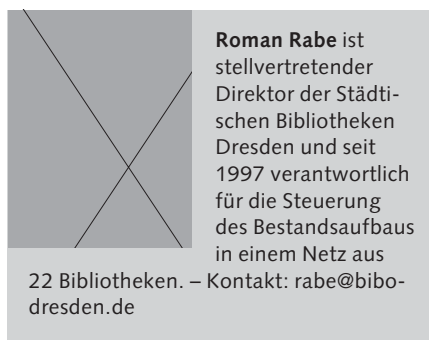 Roman Rabe ist
stellvertretender
Direktor der Städti-
schen Bibliotheken
Dresden und seit
1997 verantwortlich
für die Steuerung
des Bestandsaufbaus
in einem Netz aus
22 Bibliotheken. – Kontakt: rabe@bibo-
dresden.de